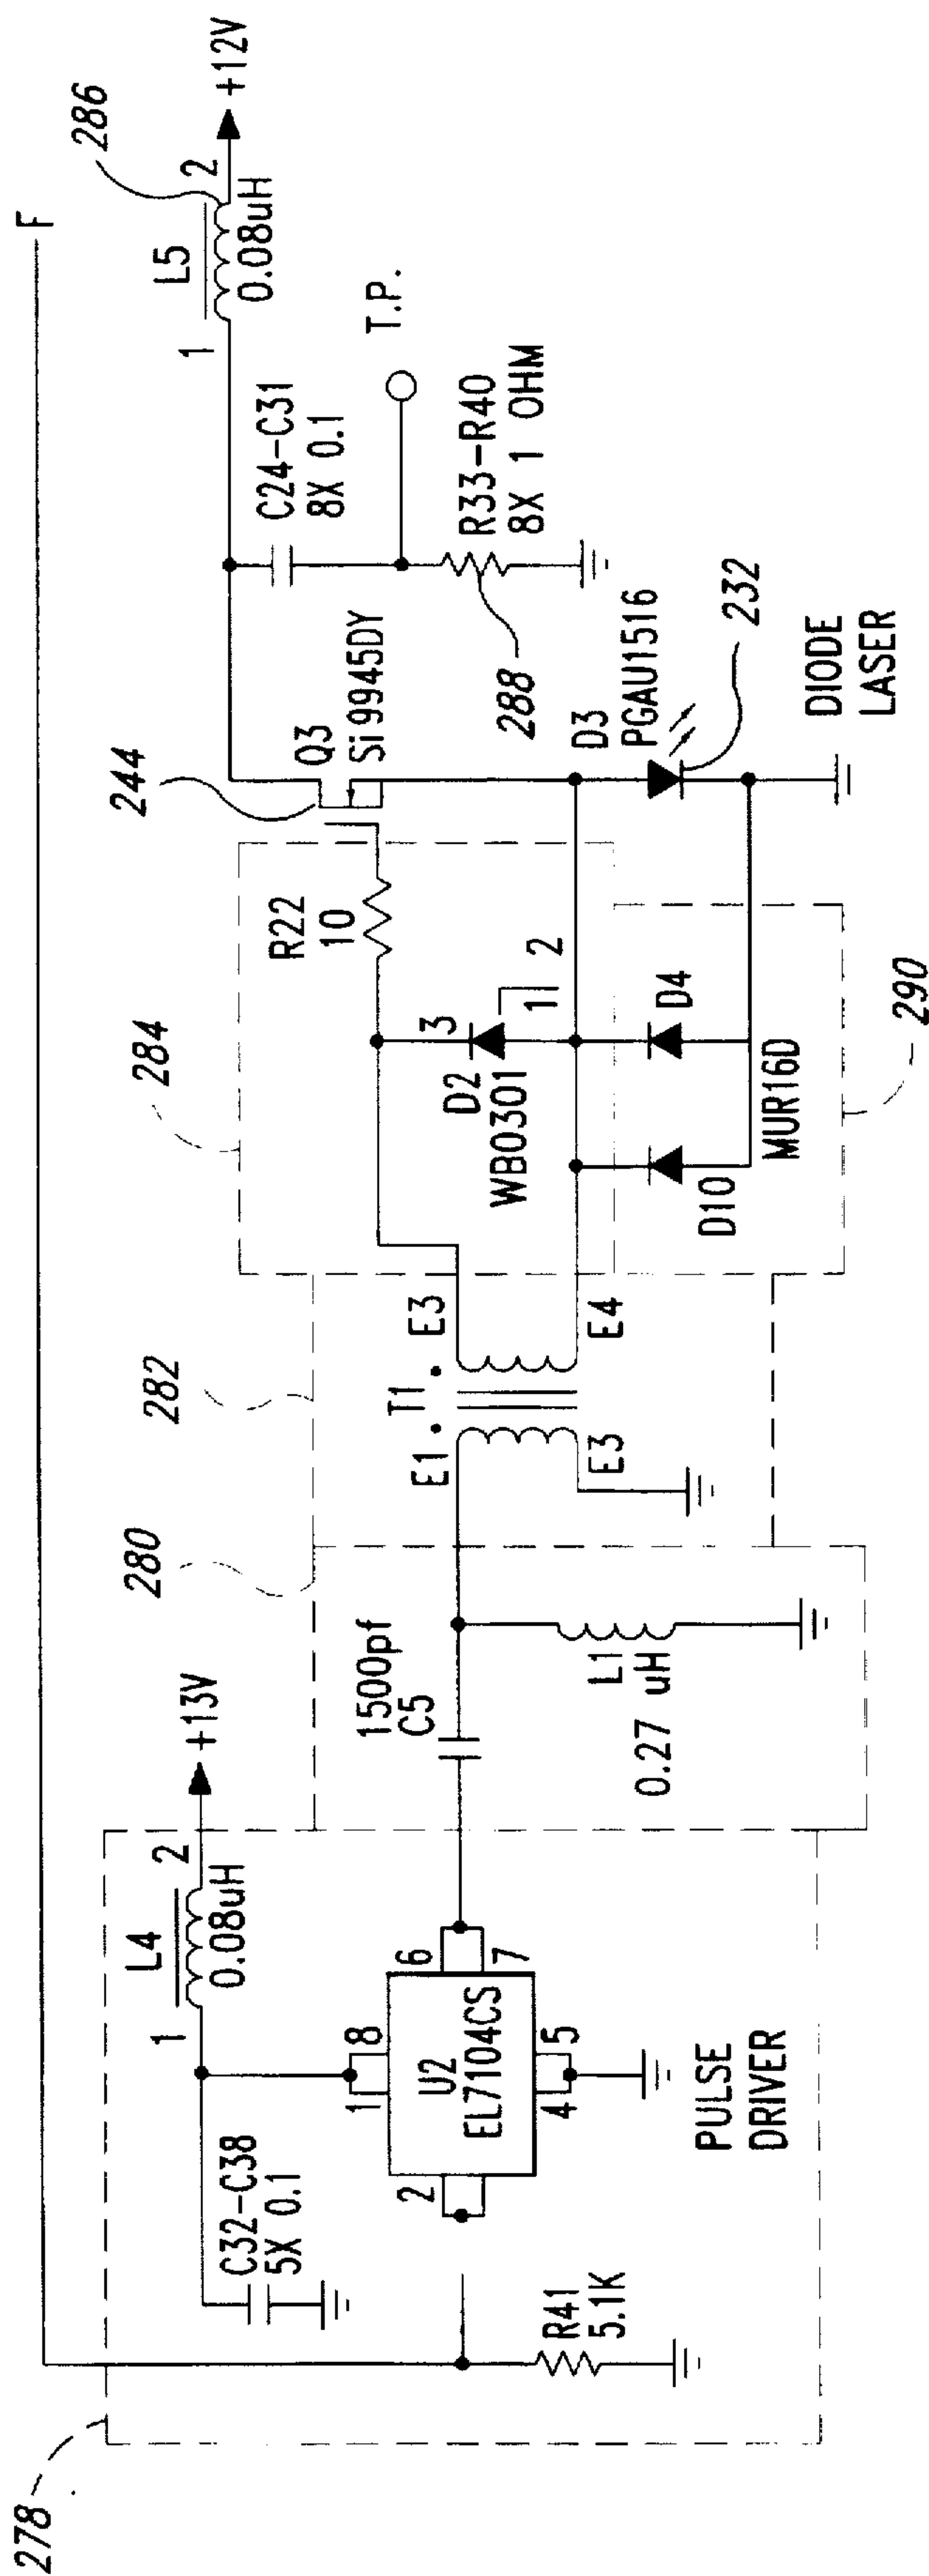 F
278
C32-C38
5X 0.1
1
L4
2
0.08uH
+13V
R41
5.1K
2
1
8
U2
EL7104CS
4
5
6
7
PULSE
DRIVER
280
1500pf
C5
L1
0.27 uH
282
E1
T1
E3
E3
E4
284
R22
10
3
D2
WB0301
1
2
D10
D4
MUR16D
290
244
Q3
Si9945DY
D3
PGAU1516
232
DIODE
LASER
C24-C31
8X 0.1
T.P.
R33-R40
8X 1 OHM
288
1
L5
2
0.08uH
286
+12V